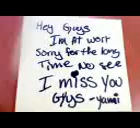 Hey Guys
I'm At Work
Sorry for the long
Time No see
I miss You
Guys -yami